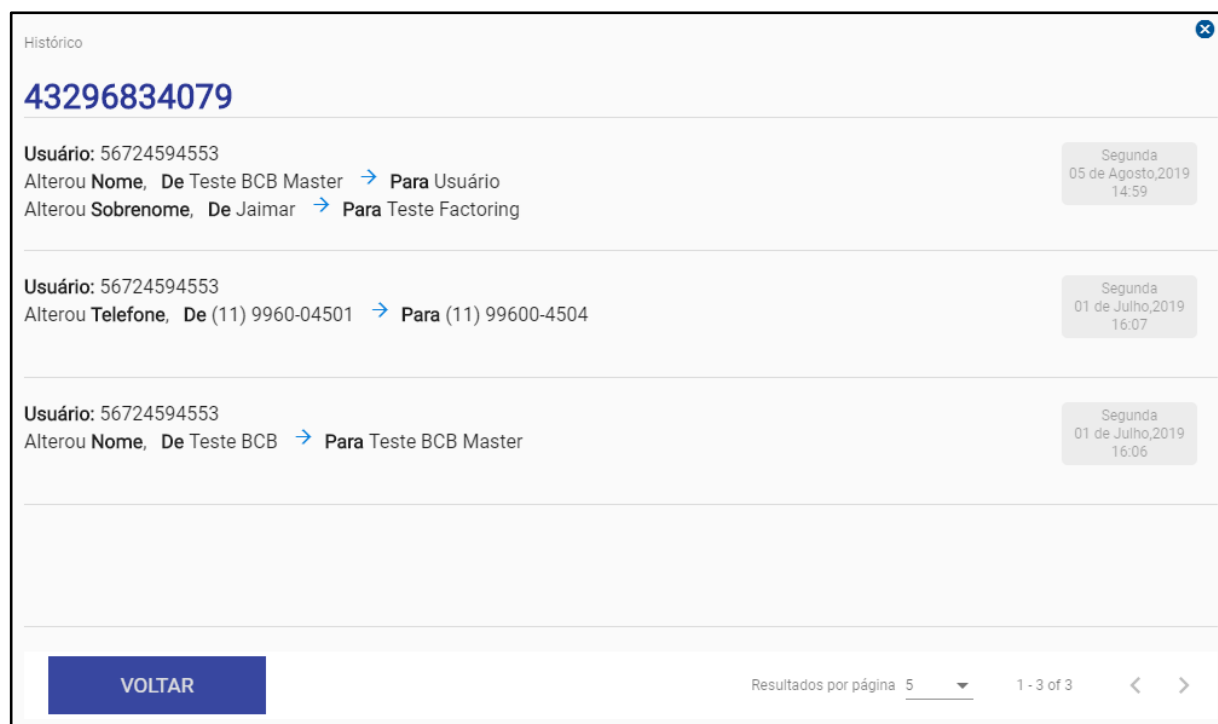 Histórico
43296834079
Usuário: 56724594553
Alterou Nome, De Teste BCB Master → Para Usuário
Alterou Sobrenome, De Jaimar → Para Teste Factoring
Segunda
05 de Agosto,2019
14:59
Usuário: 56724594553
Alterou Telefone, De (11) 9960-04501 → Para (11) 99600-4504
Segunda
01 de Julho,2019
16:07
Usuário: 56724594553
Alterou Nome, De Teste BCB → Para Teste BCB Master
Segunda
01 de Julho,2019
16:06
VOLTAR
Resultados por página 5
1 - 3 of 3